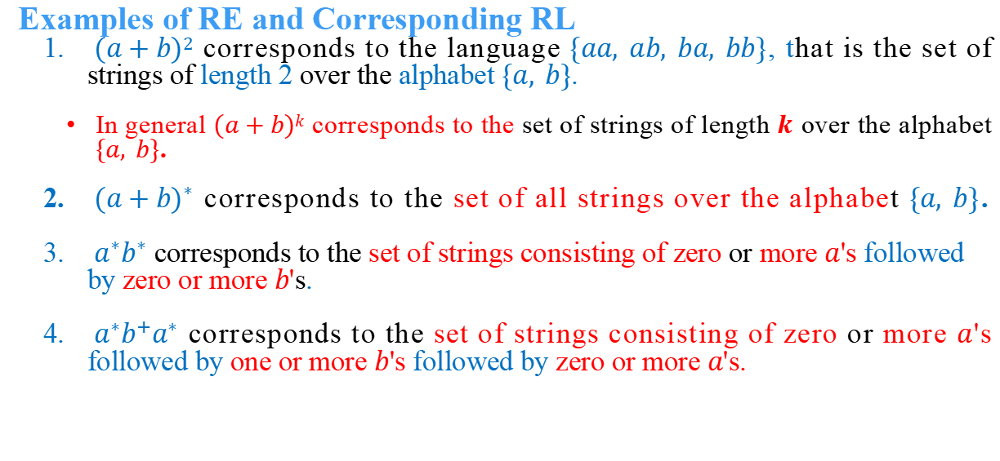 Examples of RE and Corresponding RL
1. (a + b)² corresponds to the language {aa, ab, ba, bb}, that is the set of
strings of length 2 over the alphabet {a, b}.
• In general (a + b)ᵏ corresponds to the set of strings of length k over the alphabet
{a, b}.
2. (a + b)* corresponds to the set of all strings over the alphabet {a, b}.
3. a*b* corresponds to the set of strings consisting of zero or more a's followed
by zero or more b's.
4. a*b⁺a* corresponds to the set of strings consisting of zero or more a's
followed by one or more b's followed by zero or more a's.